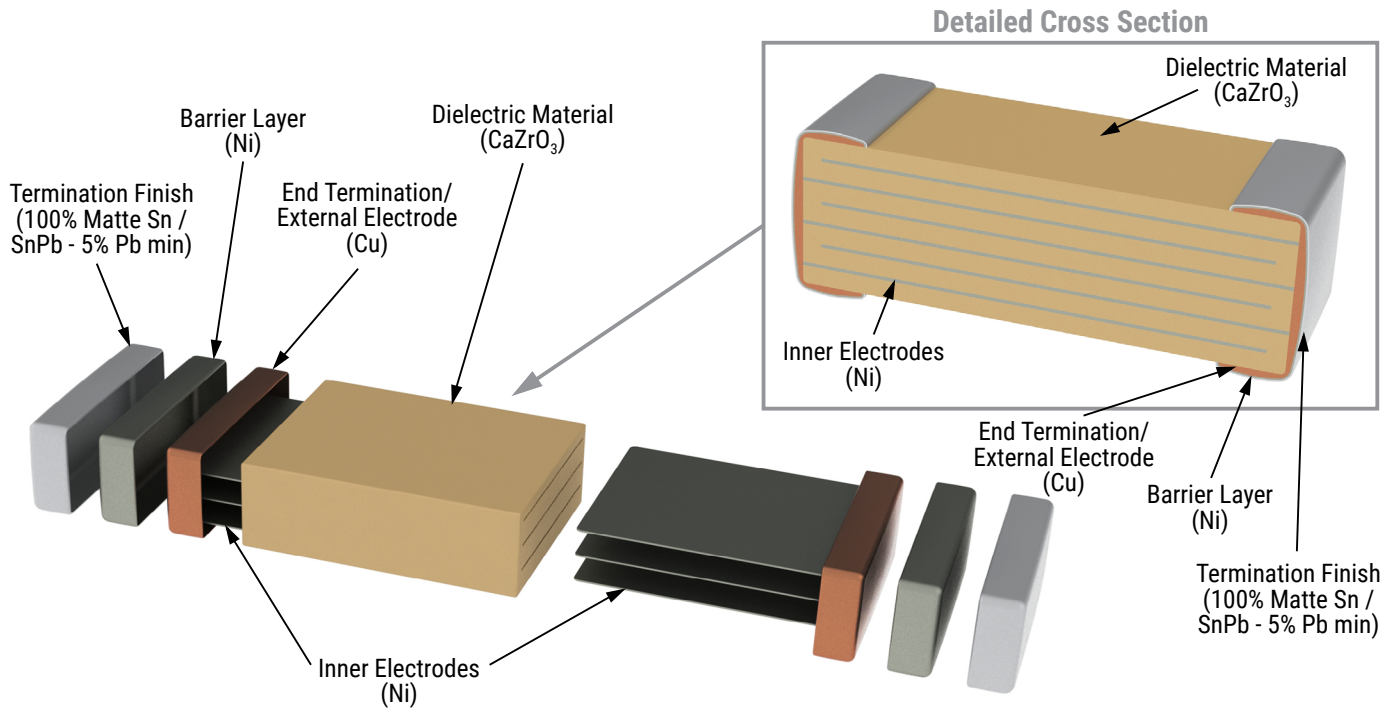 Detailed Cross Section
Dielectric Material
(CaZrO₃)
Inner Electrodes
(Ni)
End Termination/
External Electrode
(Cu)
Barrier Layer
(Ni)
Termination Finish
(100% Matte Sn /
SnPb - 5% Pb min)
Dielectric Material
(CaZrO₃)
Barrier Layer
(Ni)
End Termination/
External Electrode
(Cu)
Termination Finish
(100% Matte Sn /
SnPb - 5% Pb min)
Inner Electrodes
(Ni)